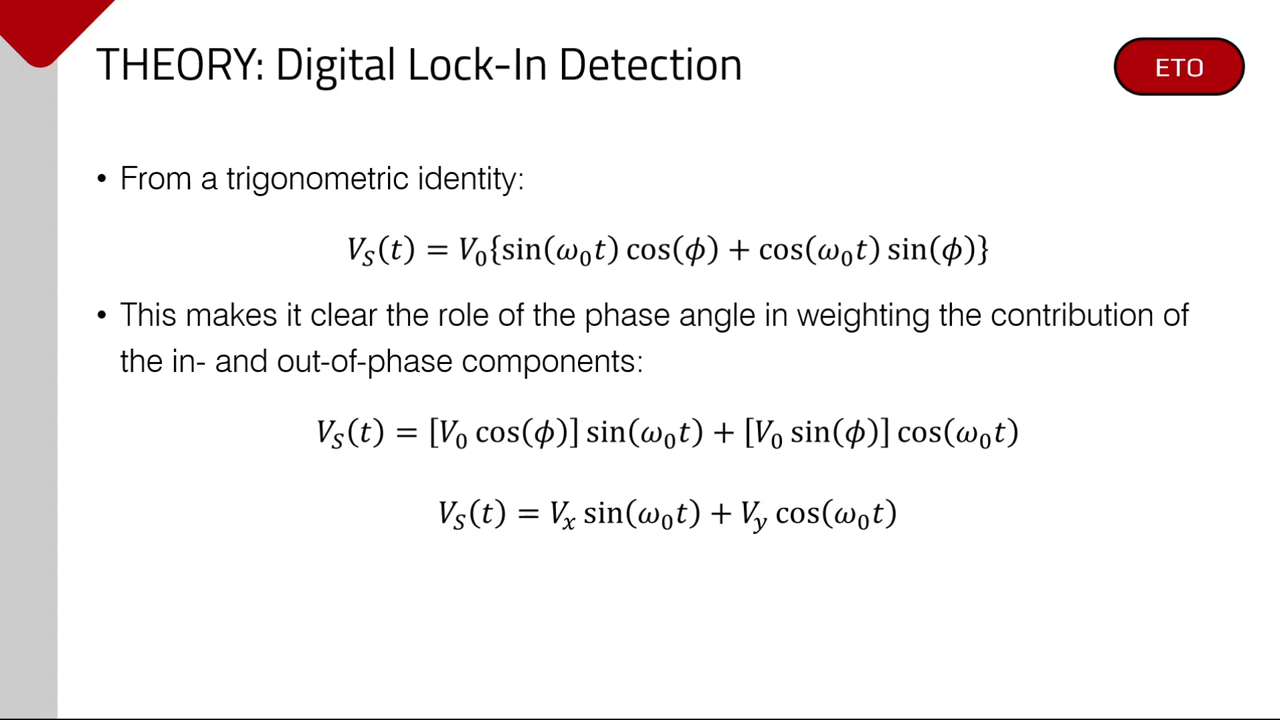 THEORY: Digital Lock-In Detection
ETO
• From a trigonometric identity:
V_S(t) = V_0{sin(ω_0t) cos(ϕ) + cos(ω_0t) sin(ϕ)}
• This makes it clear the role of the phase angle in weighting the contribution of
the in- and out-of-phase components:
V_S(t) = [V_0 cos(ϕ)] sin(ω_0t) + [V_0 sin(ϕ)] cos(ω_0t)
V_S(t) = V_x sin(ω_0t) + V_y cos(ω_0t)